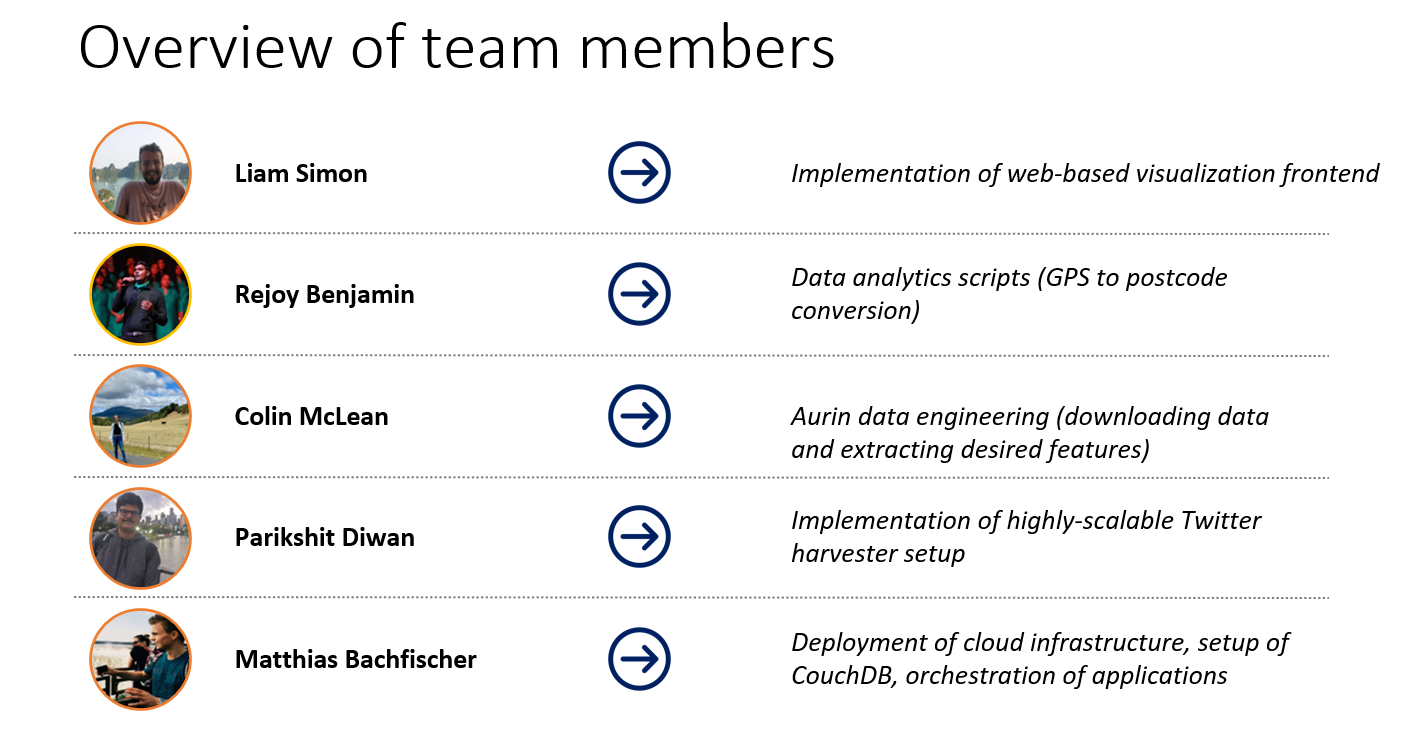 Overview of team members
Liam Simon
Implementation of web-based visualization frontend
Rejoy Benjamin
Data analytics scripts (GPS to postcode
conversion)
Colin McLean
Aurin data engineering (downloading data
and extracting desired features)
Parikshit Diwan
Implementation of highly-scalable Twitter
harvester setup
Matthias Bachfischer
Deployment of cloud infrastructure, setup of
CouchDB, orchestration of applications